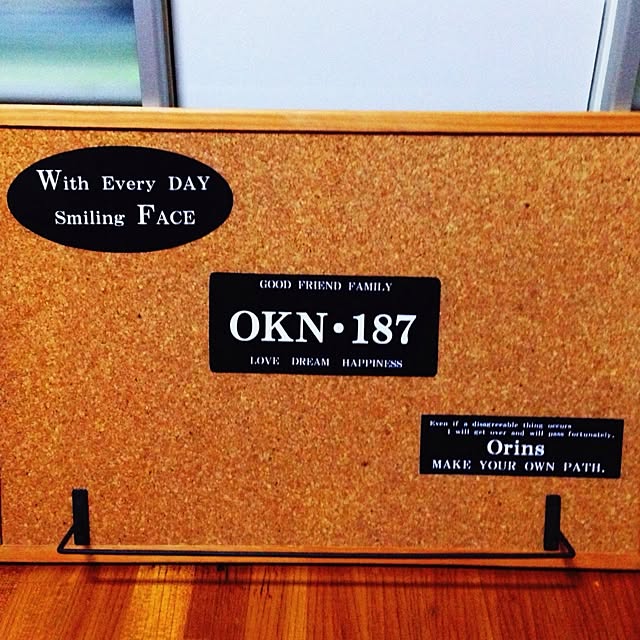 With Every DAY
Smiling FACE
GOOD FRIEND FAMILY
OKN・187
LOVE DREAM HAPPINESS
Even if a disagreeable thing occurs
I will get over and will pass fortunately.
Orins
MAKE YOUR OWN PATH.